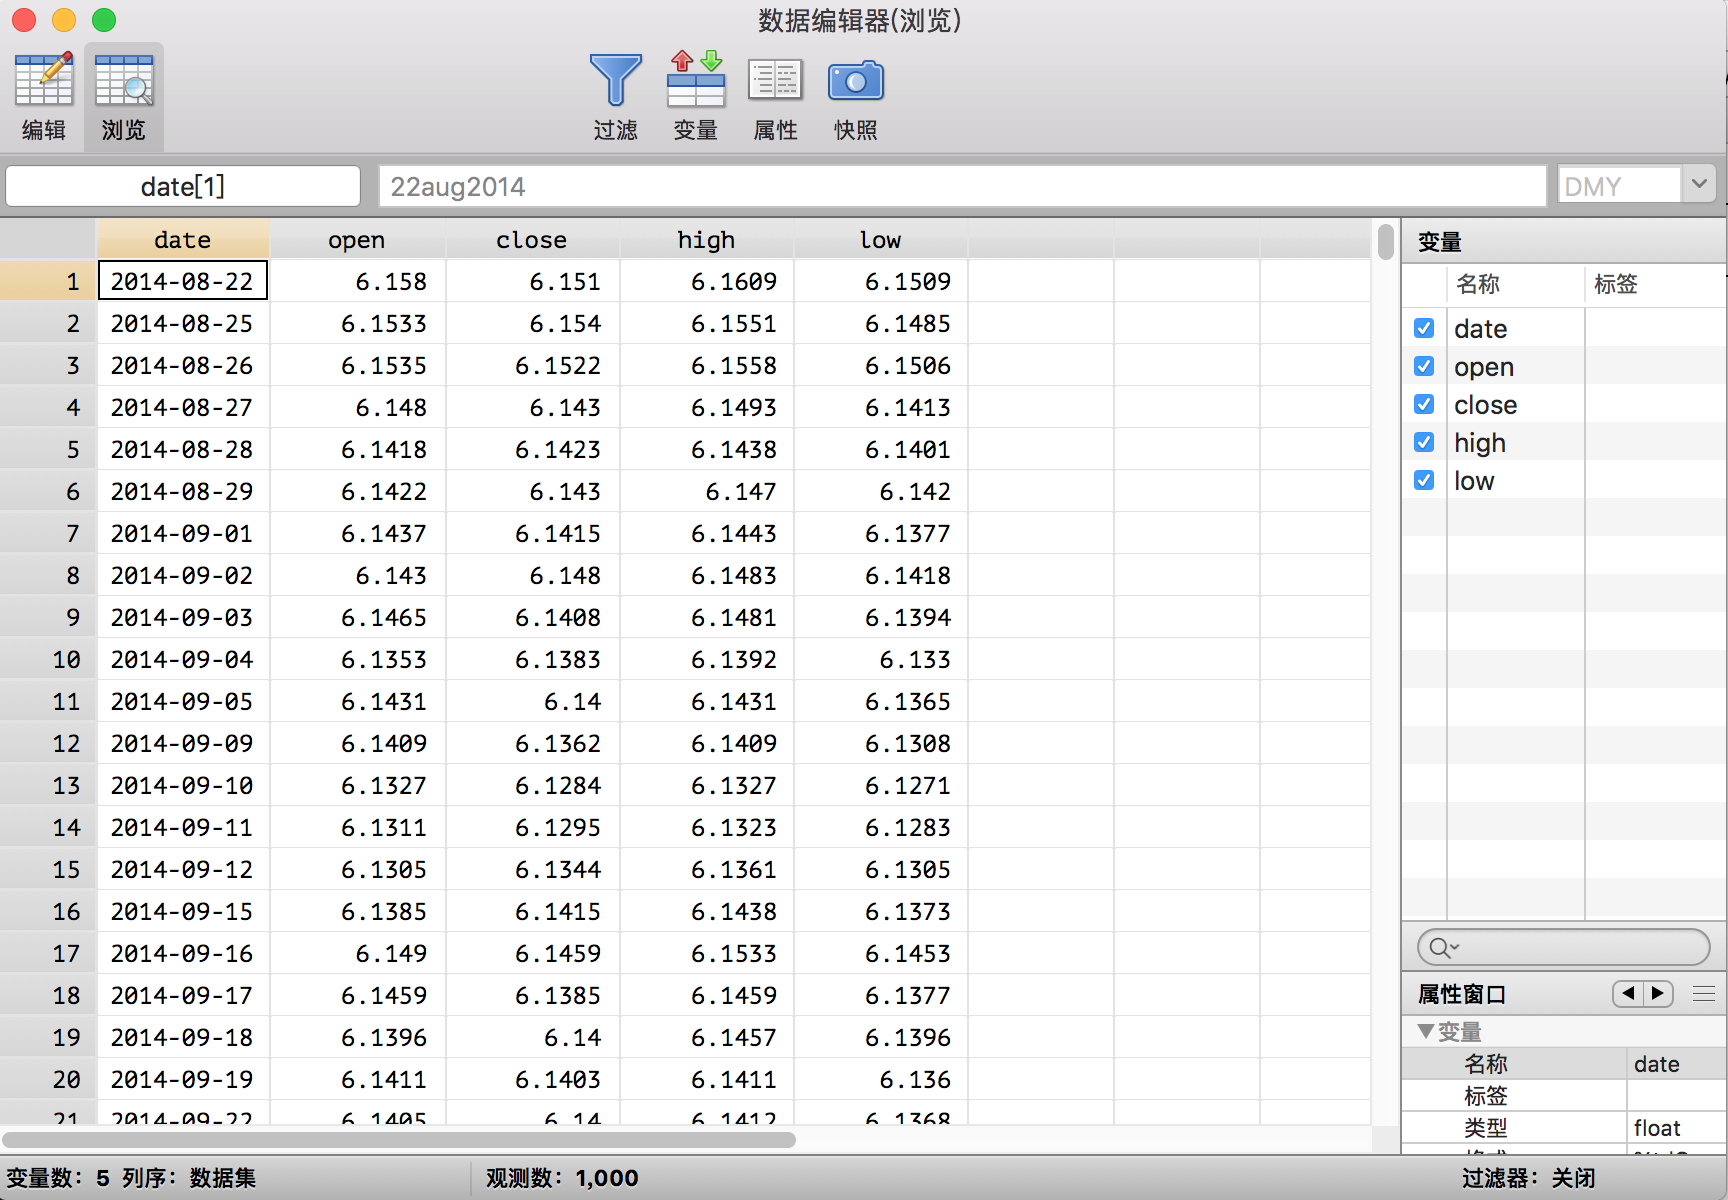 数据编辑器(浏览)
编辑 浏览 过滤 变量 属性 快照
date[1] 22aug2014 DMY
date open close high low
1 2014-08-22 6.158 6.151 6.1609 6.1509
2 2014-08-25 6.1533 6.154 6.1551 6.1485
3 2014-08-26 6.1535 6.1522 6.1558 6.1506
4 2014-08-27 6.148 6.143 6.1493 6.1413
5 2014-08-28 6.1418 6.1423 6.1438 6.1401
6 2014-08-29 6.1422 6.143 6.147 6.142
7 2014-09-01 6.1437 6.1415 6.1443 6.1377
8 2014-09-02 6.143 6.148 6.1483 6.1418
9 2014-09-03 6.1465 6.1408 6.1481 6.1394
10 2014-09-04 6.1353 6.1383 6.1392 6.133
11 2014-09-05 6.1431 6.14 6.1431 6.1365
12 2014-09-09 6.1409 6.1362 6.1409 6.1308
13 2014-09-10 6.1327 6.1284 6.1327 6.1271
14 2014-09-11 6.1311 6.1295 6.1323 6.1283
15 2014-09-12 6.1305 6.1344 6.1361 6.1305
16 2014-09-15 6.1385 6.1415 6.1438 6.1373
17 2014-09-16 6.149 6.1459 6.1533 6.1453
18 2014-09-17 6.1459 6.1385 6.1459 6.1377
19 2014-09-18 6.1396 6.14 6.1457 6.1396
20 2014-09-19 6.1411 6.1403 6.1411 6.136
21 2014-09-22 6.1405 6.14 6.1412 6.1368
变量
名称 标签
date
open
close
high
low
属性窗口
变量
名称 date
标签
类型 float
变量数：5 列序：数据集 观测数：1,000 过滤器：关闭